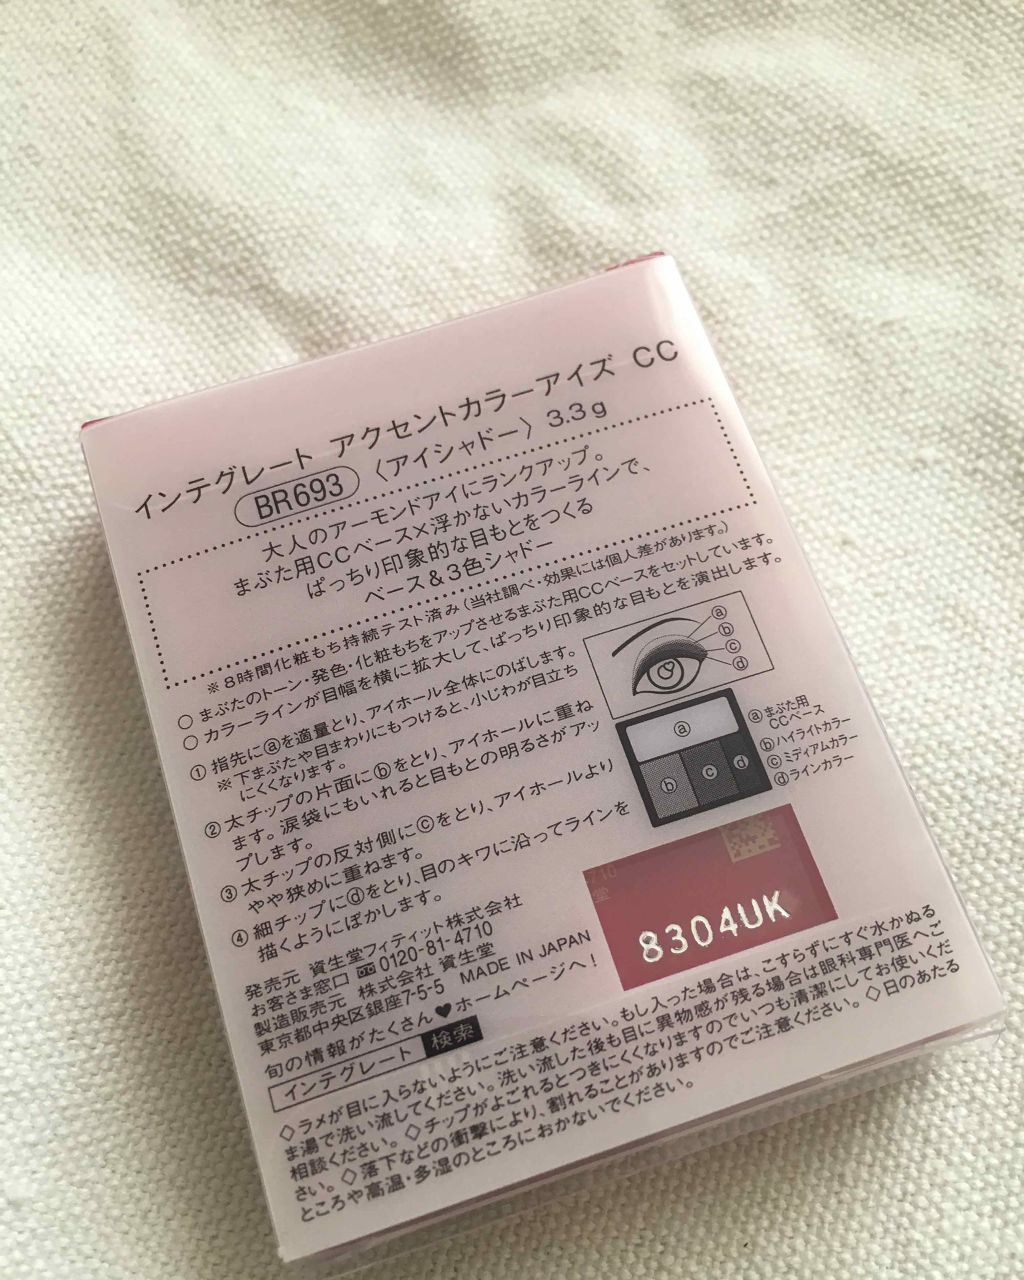 インテグレート アクセントカラーアイズ CC
BR693 〈アイシャドー〉 3.3g
大人のアーモンドアイにランクアップ。
まぶた用CCベース×浮かないカラーラインで、
ぱっちり印象的な目もとをつくる
ベース&3色シャドー
※8時間化粧もち持続テスト済み(当社調べ・効果には個人差があります。)
○ まぶたのトーン・発色・化粧もちをアップさせるまぶた用CCベースをセットしています。
○ カラーラインが目幅を横に拡大して、ぱっちり印象的な目もとを演出します。
① 指先にⓐを適量とり、アイホール全体にのばします。
※下まぶたや目まわりにもつけると、小じわが目立ち
にくくなります。
② 太チップの片面にⓑをとり、アイホールに重ね
ます。涙袋にもいれると目もとの明るさがアッ
プします。
③ 太チップの反対側にⓒをとり、アイホールより
やや狭めに重ねます。
④ 細チップにⓓをとり、目のキワに沿ってラインを
描くようにぼかします。
ⓐ
ⓑ
ⓒ
ⓓ
ⓐ
ⓑ ⓒ ⓓ
ⓐまぶた用
CCベース
ⓑハイライトカラー
ⓒミディアムカラー
ⓓラインカラー
発売元 資生堂フィティット株式会社
お客さま窓口 0120-81-4710
製造販売元 株式会社 資生堂
東京都中央区銀座7-5-5 MADE IN JAPAN
旬の情報がたくさん♥ホームページへ!
インテグレート 検索
710
堂
8304UK
◇ラメが目に入らないようにご注意ください。もし入った場合は、こすらずにすぐ水かぬる
ま湯で洗い流してください。洗い流した後も目に異物感が残る場合は眼科専門医へご
相談ください。◇チップがよごれるとつきにくくなりますのでいつも清潔にしてお使いくだ
さい。◇落下などの衝撃により、割れることがありますのでご注意ください。◇日のあたる
ところや高温・多湿のところにおかないでください。